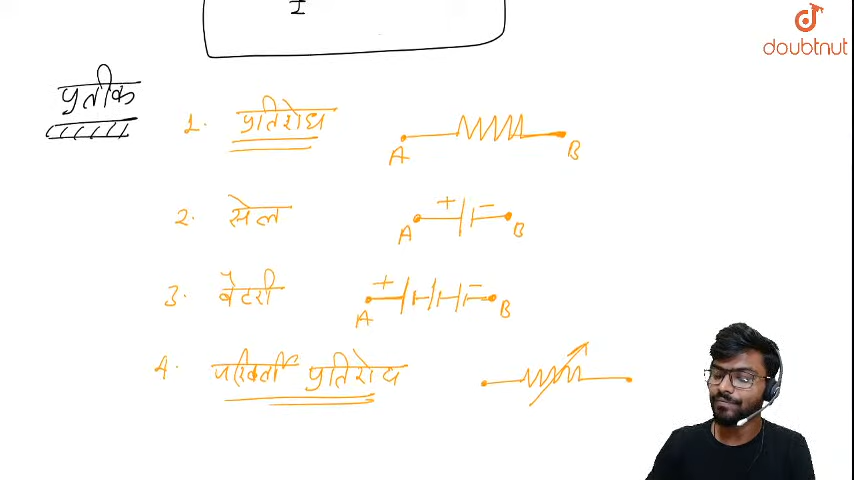 I
doubtnut
प्रतीक
1. प्रतिरोध
A B
2. सेल
+ -
A B
3. बैटरी
+ -
A B
4. परिवर्ती प्रतिरोध